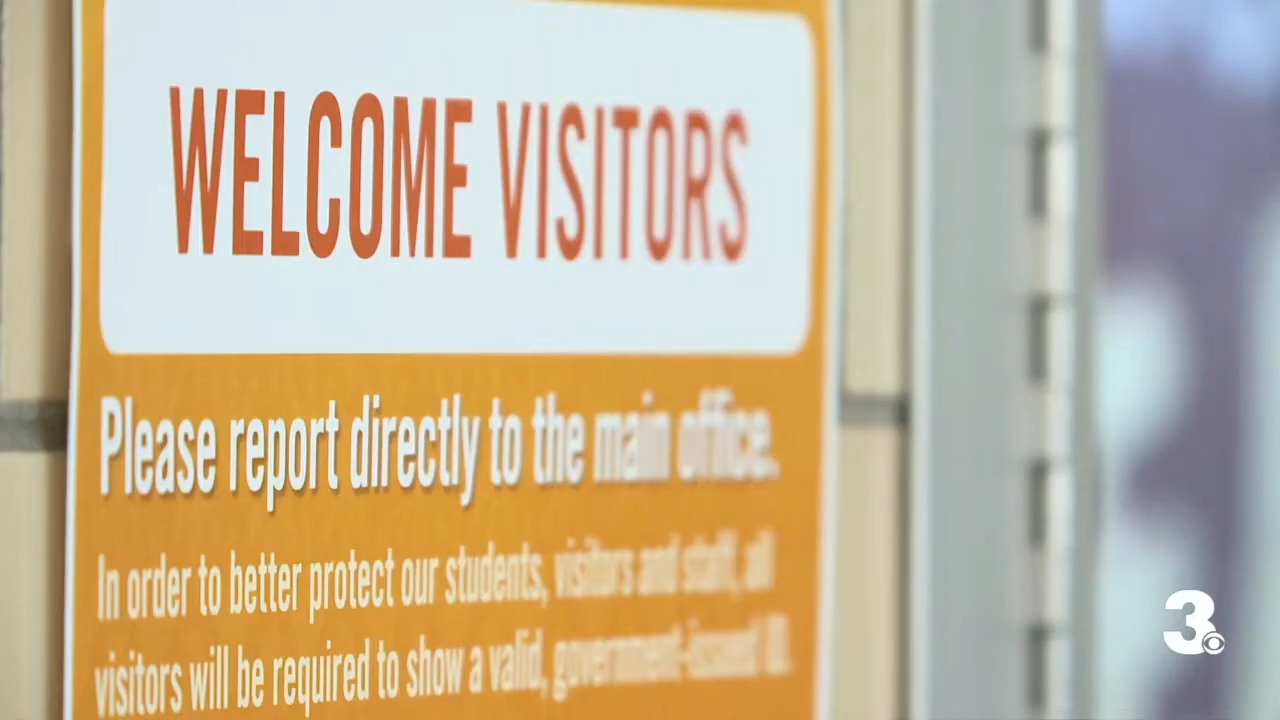 WELCOME VISITORS
Please report directly to the main office.
In order to better protect our students, visitors and staff, all
visitors will be required to show a valid, government-issued ID.
3